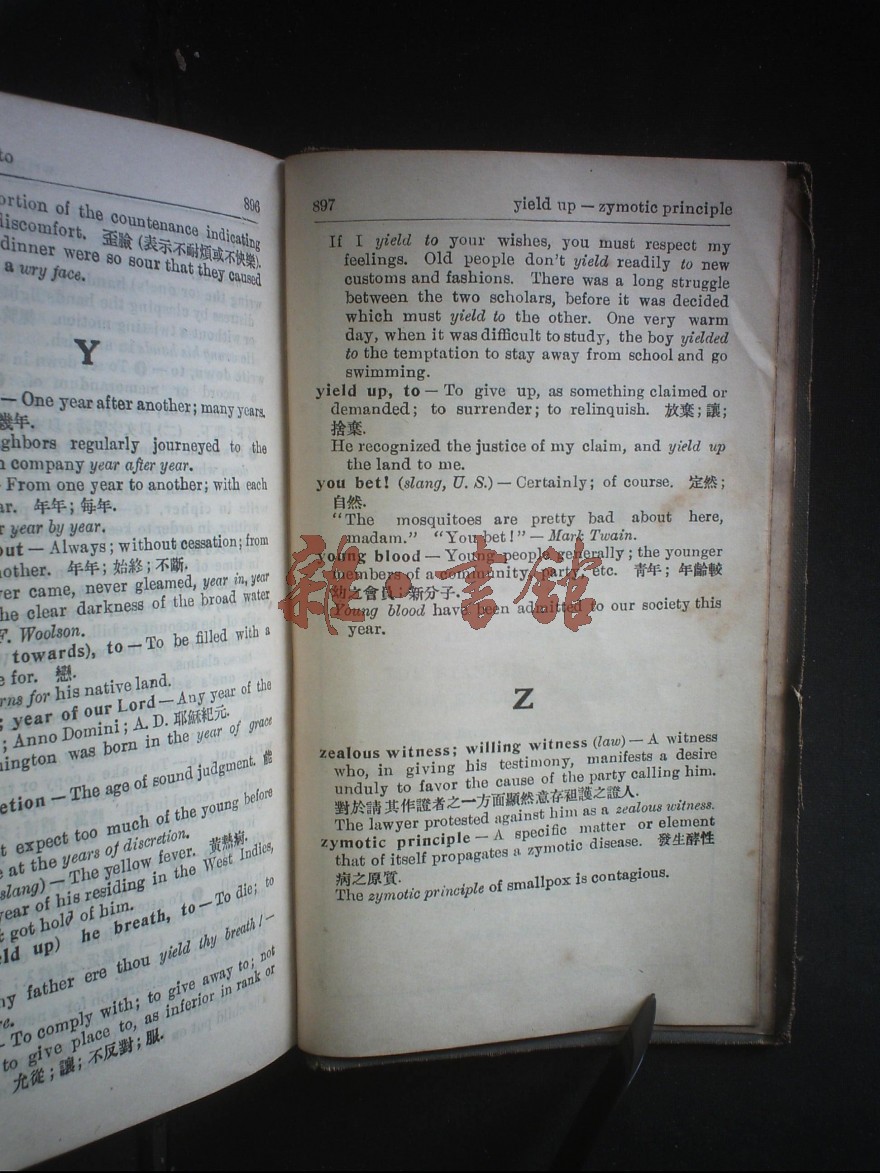 to
896
ortion of the countenance indicating
discomfort. 歪臉 (表示不耐煩或不快樂).
dinner were so sour that they caused
a wry face.
Y
— One year after another; many years.
幾年.
ghbors regularly journeyed to the
n company year after year.
From one year to another; with each
ar. 年年; 每年.
r year by year.
out — Always; without cessation; from
nother. 年年; 始終; 不斷.
ver came, never gleamed, year in, year
the clear darkness of the broad water
F. Woolson.
towards), to — To be filled with a
e for. 戀.
rns for his native land.
; year of our Lord — Any year of the
; Anno Domini; A. D. 耶穌紀元.
hington was born in the year of grace
retion — The age of sound judgment.
t expect too much of the young before
e at the years of discretion.
slang) — The yellow fever. 黃熱病.
year of his residing in the West Indies,
t got hold of him.
ld up) he breath, to — To die; to
ny father ere thou yield thy breath! —
re.
- To comply with; to give away to; not
to give place to, as inferior in rank or
允從; 讓; 不反對; 服.
897 yield up — zymotic principle
If I yield to your wishes, you must respect my
feelings. Old people don't yield readily to new
customs and fashions. There was a long struggle
between the two scholars, before it was decided
which must yield to the other. One very warm
day, when it was difficult to study, the boy yielded
to the temptation to stay away from school and go
swimming.
yield up, to — To give up, as something claimed or
demanded; to surrender; to relinquish. 放棄; 讓;
捨棄.
He recognized the justice of my claim, and yield up
the land to me.
you bet! (slang, U. S.) — Certainly; of course. 定然;
自然.
"The mosquitoes are pretty bad about here,
madam." "You bet!" — Mark Twain.
young blood — Young people generally; the younger
members of a community, party, etc. 青年; 年齡較
幼之會員; 新分子.
Young blood have been admitted to our society this
year.
雜·書館
Z
zealous witness; willing witness (law) — A witness
who, in giving his testimony, manifests a desire
unduly to favor the cause of the party calling him.
對於請其作證者之一方面顯然意存袒護之證人.
The lawyer protested against him as a zealous witness.
zymotic principle — A specific matter or element
that of itself propagates a zymotic disease. 發生酵性
病之原質.
The zymotic principle of smallpox is contagious.